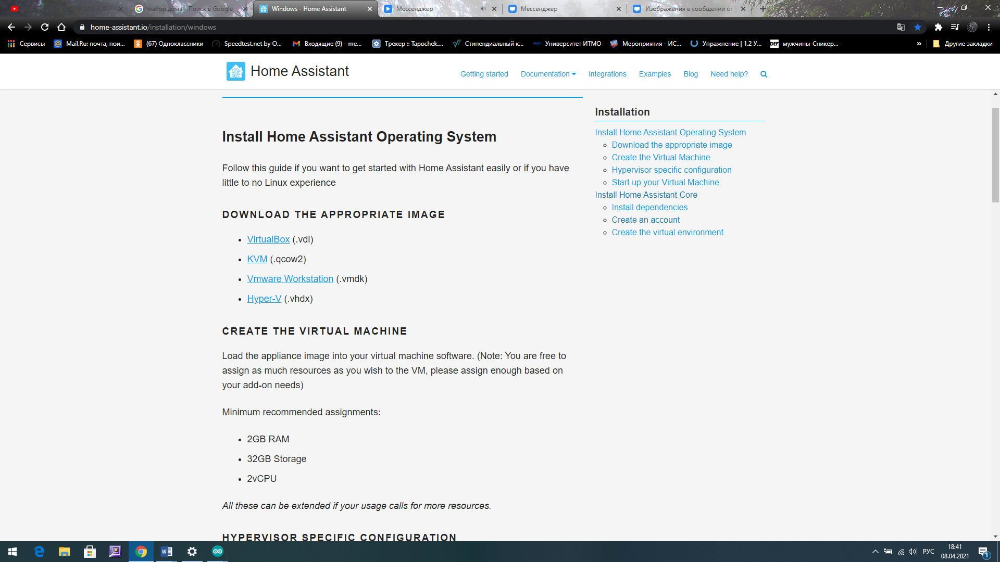 майор дома - Поиск в Google
Windows - Home Assistant
Мессенджер
Мессенджер
Изображения в сообщении от
home-assistant.io/installation/windows
Сервисы
Mail.Ru: почта, пои...
(67) Одноклассники
Speedtest.net by O...
Входящие (9) - me...
Трекер :: Tapochek....
Стипендиальный к...
Университет ИТМО
Мероприятия - ИС...
Упражнение | 1.2 У...
DEF
мужчины-Сникер...
»
Другие закладки
Home Assistant
Getting started
Documentation
Integrations
Examples
Blog
Need help?
Install Home Assistant Operating System
Follow this guide if you want to get started with Home Assistant easily or if you have
little to no Linux experience
DOWNLOAD THE APPROPRIATE IMAGE
• VirtualBox (.vdi)
• KVM (.qcow2)
• Vmware Workstation (.vmdk)
• Hyper-V (.vhdx)
CREATE THE VIRTUAL MACHINE
Load the appliance image into your virtual machine software. (Note: You are free to
assign as much resources as you wish to the VM, please assign enough based on
your add-on needs)
Minimum recommended assignments:
• 2GB RAM
• 32GB Storage
• 2vCPU
All these can be extended if your usage calls for more resources.
HYPERVISOR SPECIFIC CONFIGURATION
Installation
Install Home Assistant Operating System
Download the appropriate image
Create the Virtual Machine
Hypervisor specific configuration
Start up your Virtual Machine
Install Home Assistant Core
Install dependencies
Create an account
Create the virtual environment
РУС
18:41
08.04.2021
1